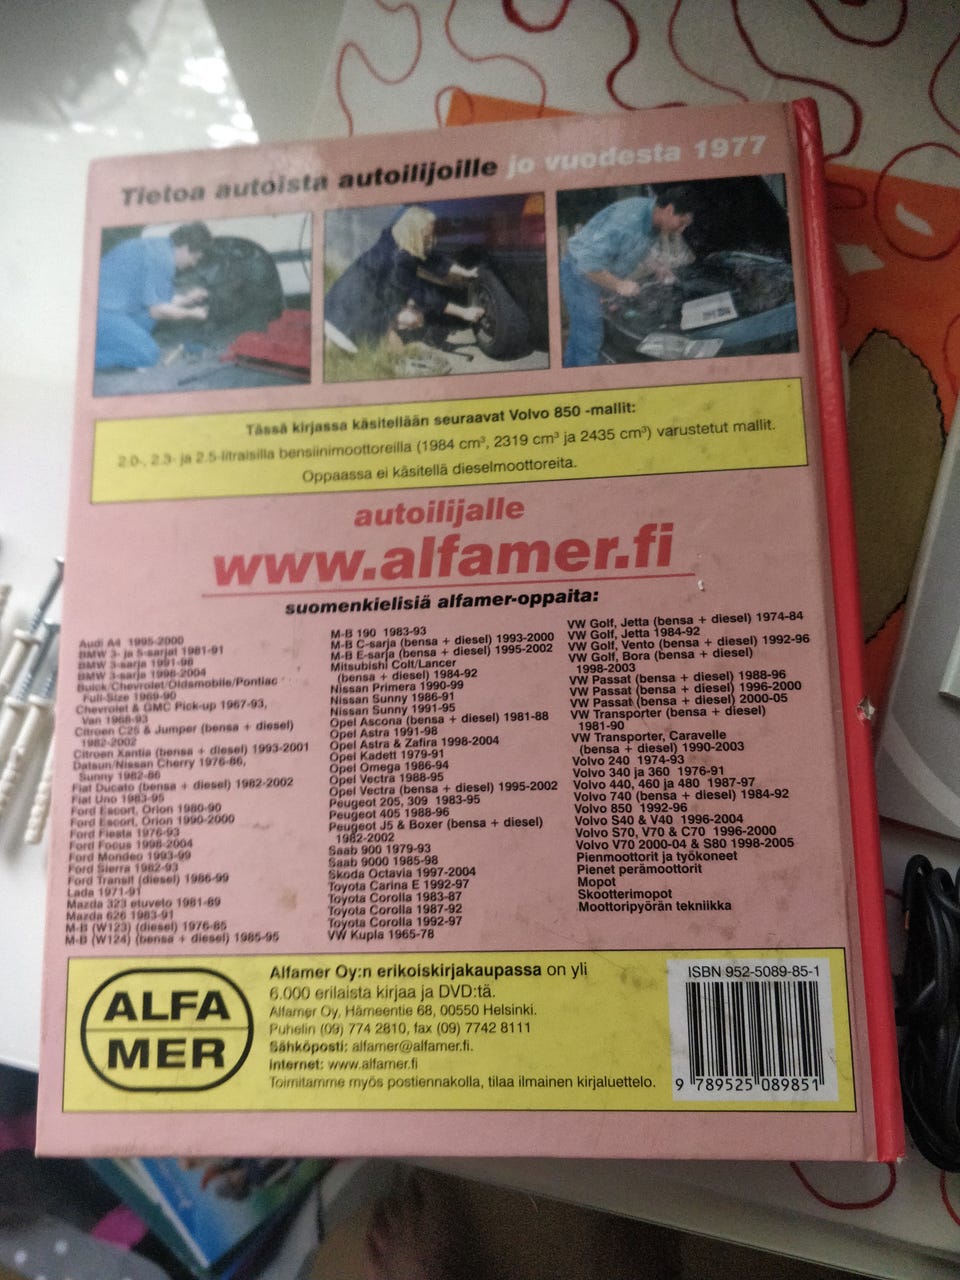 Tietoa autoista autoilijoille jo vuodesta 1977
Tässä kirjassa käsitellään seuraavat Volvo 850 -mallit:
2.0-, 2.3- ja 2.5-litraisilla bensiinimoottoreilla (1984 cm³, 2319 cm³ ja 2435 cm³) varustetut mallit.
Oppaassa ei käsitellä dieselmoottoreita.
autoilijalle
www.alfamer.fi
suomenkielisiä alfamer-oppaita:
Audi A4 1995-2000
BMW 3- ja 5-sarjat 1981-91
BMW 3-sarja 1991-98
BMW 3-sarja 1998-2004
Buick/Chevrolet/Oldsmobile/Pontiac
Full-Size 1969-90
Chevrolet & GMC Pick-up 1967-93,
Van 1968-93
Citroen C25 & Jumper (bensa + diesel)
1982-2002
Citroen Xantia (bensa + diesel) 1993-2001
Datsun/Nissan Cherry 1976-86,
Sunny 1982-86
Fiat Ducato (bensa + diesel) 1982-2002
Fiat Uno 1983-95
Ford Escort, Orion 1980-90
Ford Escort, Orion 1990-2000
Ford Fiesta 1976-93
Ford Focus 1998-2004
Ford Mondeo 1993-99
Ford Sierra 1982-93
Ford Transit (diesel) 1986-99
Lada 1971-91
Mazda 323 etuveto 1981-89
Mazda 626 1983-91
M-B (W123) (diesel) 1976-85
M-B (W124) (bensa + diesel) 1985-95
M-B 190 1983-93
M-B C-sarja (bensa + diesel) 1993-2000
M-B E-sarja (bensa + diesel) 1995-2002
Mitsubishi Colt/Lancer
(bensa + diesel) 1984-92
Nissan Primera 1990-99
Nissan Sunny 1986-91
Nissan Sunny 1991-95
Opel Ascona (bensa + diesel) 1981-88
Opel Astra 1991-98
Opel Astra & Zafira 1998-2004
Opel Kadett 1979-91
Opel Omega 1986-94
Opel Vectra 1988-95
Opel Vectra (bensa + diesel) 1995-2002
Peugeot 205, 309 1983-95
Peugeot 405 1988-96
Peugeot J5 & Boxer (bensa + diesel)
1982-2002
Saab 900 1979-93
Saab 9000 1985-98
Skoda Octavia 1997-2004
Toyota Carina E 1992-97
Toyota Corolla 1983-87
Toyota Corolla 1987-92
Toyota Corolla 1992-97
VW Kupla 1965-78
VW Golf, Jetta (bensa + diesel) 1974-84
VW Golf, Jetta 1984-92
VW Golf, Vento (bensa + diesel) 1992-96
VW Golf, Bora (bensa + diesel)
1998-2003
VW Passat (bensa + diesel) 1988-96
VW Passat (bensa + diesel) 1996-2000
VW Passat (bensa + diesel) 2000-05
VW Transporter (bensa + diesel)
1981-90
VW Transporter, Caravelle
(bensa + diesel) 1990-2003
Volvo 240 1974-93
Volvo 340 ja 360 1976-91
Volvo 440, 460 ja 480 1987-97
Volvo 740 (bensa + diesel) 1984-92
Volvo 850 1992-96
Volvo S40 & V40 1996-2004
Volvo S70, V70 & C70 1996-2000
Volvo V70 2000-04 & S80 1998-2005
Pienmoottorit ja työkoneet
Pienet perämoottorit
Mopot
Skootterimopot
Moottoripyörän tekniikka
ALFA
MER
Alfamer Oy:n erikoiskirjakaupassa on yli
6.000 erilaista kirjaa ja DVD:tä.
Alfamer Oy, Hämeentie 68, 00550 Helsinki.
Puhelin (09) 774 2810, fax (09) 7742 8111
Sähköposti: alfamer@alfamer.fi.
Internet: www.alfamer.fi
Toimitamme myös postiennakolla, tilaa ilmainen kirjaluettelo.
ISBN 952-5089-85-1
9 789525 089851